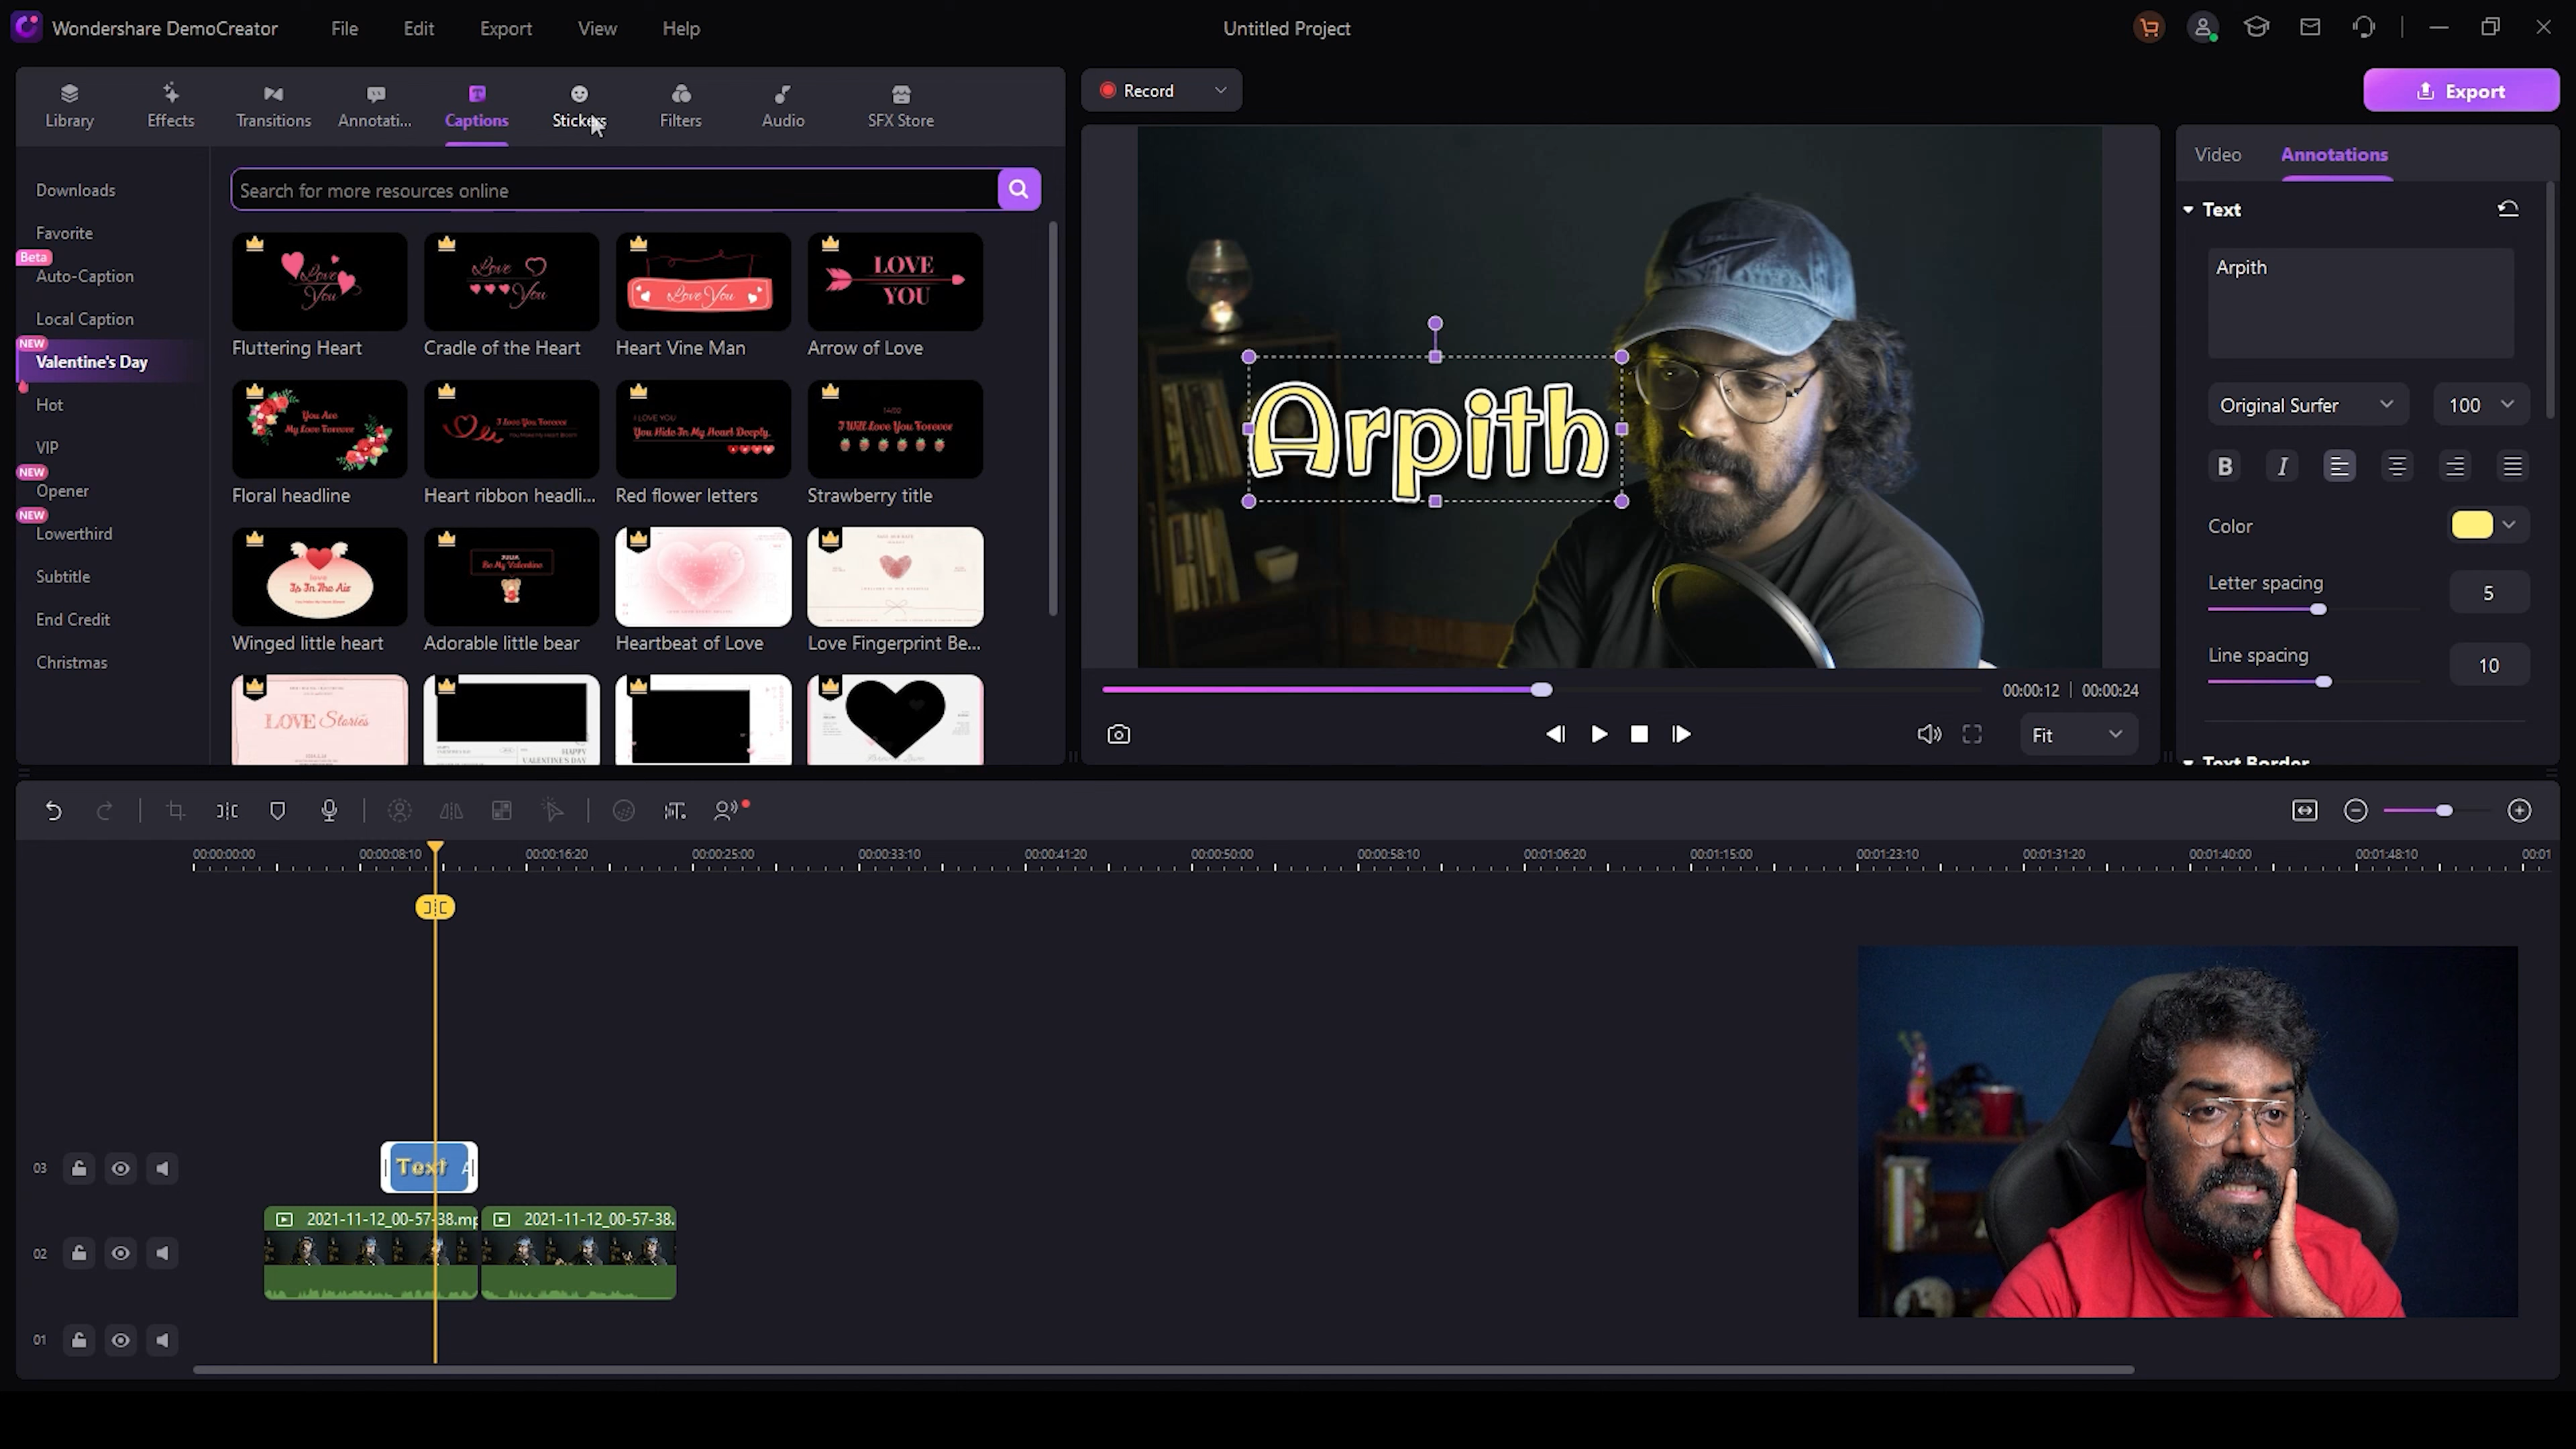 Wondershare DemoCreator File Edit Export View Help Untitled Project
Library Effects Transitions Annotati... Captions Stickers Filters Audio SFX Store
Record
Export
Downloads
Favorite
Beta
Auto-Caption
Local Caption
NEW
Valentine's Day
Hot
VIP
NEW
Opener
NEW
Lowerthird
Subtitle
End Credit
Christmas
Search for more resources online
Love You
Love You
Love You
LOVE YOU
Fluttering Heart Cradle of the Heart Heart Vine Man Arrow of Love
You Are
My Love Forever
I Love You Forever
I LOVE YOU
You Hide In My Heart Deeply.
14/02
I Will Love You Forever
Floral headline Heart ribbon headli... Red flower letters Strawberry title
love
Is In The Air
JULIA
Be My Valentine
Winged little heart Adorable little bear Heartbeat of Love Love Fingerprint Be...
LOVE Stories
HAPPY
VALENTINE'S DAY
Arpith
00:00:12 | 00:00:24
Fit
Video Annotations
Text
Arpith
Original Surfer 100
B I
Color
Letter spacing 5
Line spacing 10
Text Border
00:00:00:00 00:00:08:10 00:00:16:20 00:00:25:00 00:00:33:10 00:00:41:20 00:00:50:00 00:00:58:10 00:01:06:20 00:01:15:00 00:01:23:10 00:01:31:20 00:01:40:00 00:01:48:10 00:01
03 Text A
2021-11-12_00-57-38.mp 2021-11-12_00-57-38.
02
01